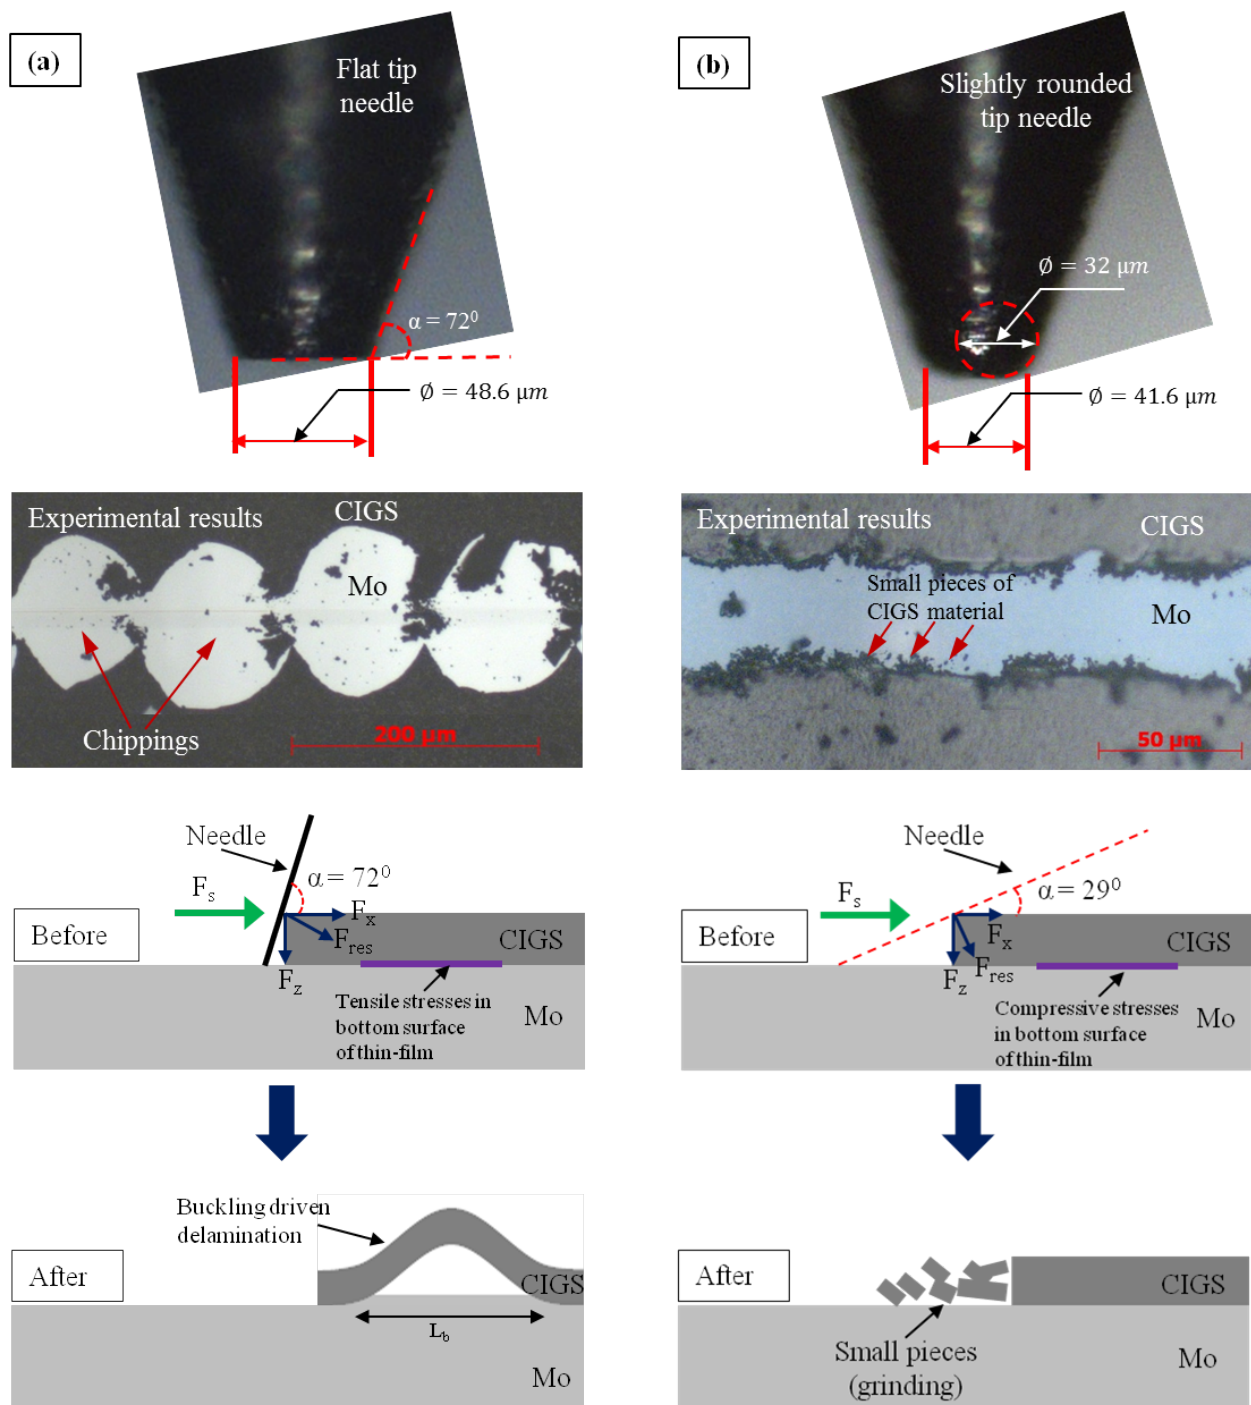 (a)
Flat tip
needle
α = 72⁰
Ø = 48.6 µm
Experimental results
CIGS
Mo
Chippings
200 µm
Needle
α = 72⁰
Fs
Fx
Before
Fres
CIGS
Fz
Tensile stresses in
bottom surface
of thin-film
Mo
Buckling driven
delamination
After
CIGS
Lb
Mo
(b)
Slightly rounded
tip needle
Ø = 32 µm
Ø = 41.6 µm
Experimental results
CIGS
Small pieces of
CIGS material
Mo
50 µm
Needle
Fs
α = 29⁰
Before
Fx
CIGS
Fres
Fz
Compressive stresses
in bottom surface
of thin-film
Mo
After
CIGS
Small pieces
(grinding)
Mo